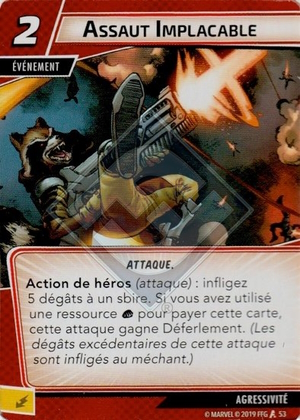 2
ASSAUT IMPLACABLE
ÉVÉNEMENT
ATTAQUE.
Action de héros (attaque) : infligez
5 dégâts à un sbire. Si vous avez utilisé
une ressource pour payer cette carte,
cette attaque gagne Déferlement. (Les
dégâts excédentaires de cette attaque
sont infligés au méchant.)
AGRESSIVITÉ
© MARVEL © 2019 FFG 53